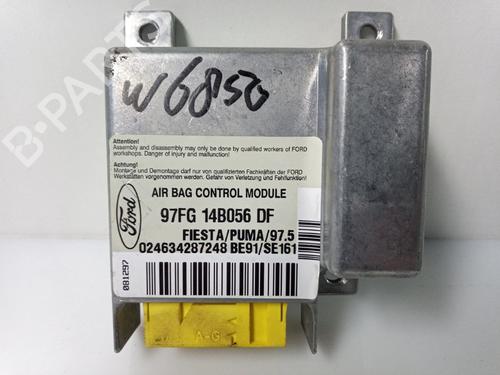 W6850
Attention!
Assembly and disassembly may only be done by qualified workers of FORD
workshops. Danger of injury and malfunction!
Achtung!
Montage und Demontage darf nur von qualifizierten Fachkräften der FORD
Werkstätten vorgenommen werden. Gefahr von Verletzung und Fehlfunktion!
AIR BAG CONTROL MODULE
97FG 14B056 DF
FIESTA/PUMA/97.5
024634287248 BE91/SE161
Ford
081297
A-G
B-PARTS